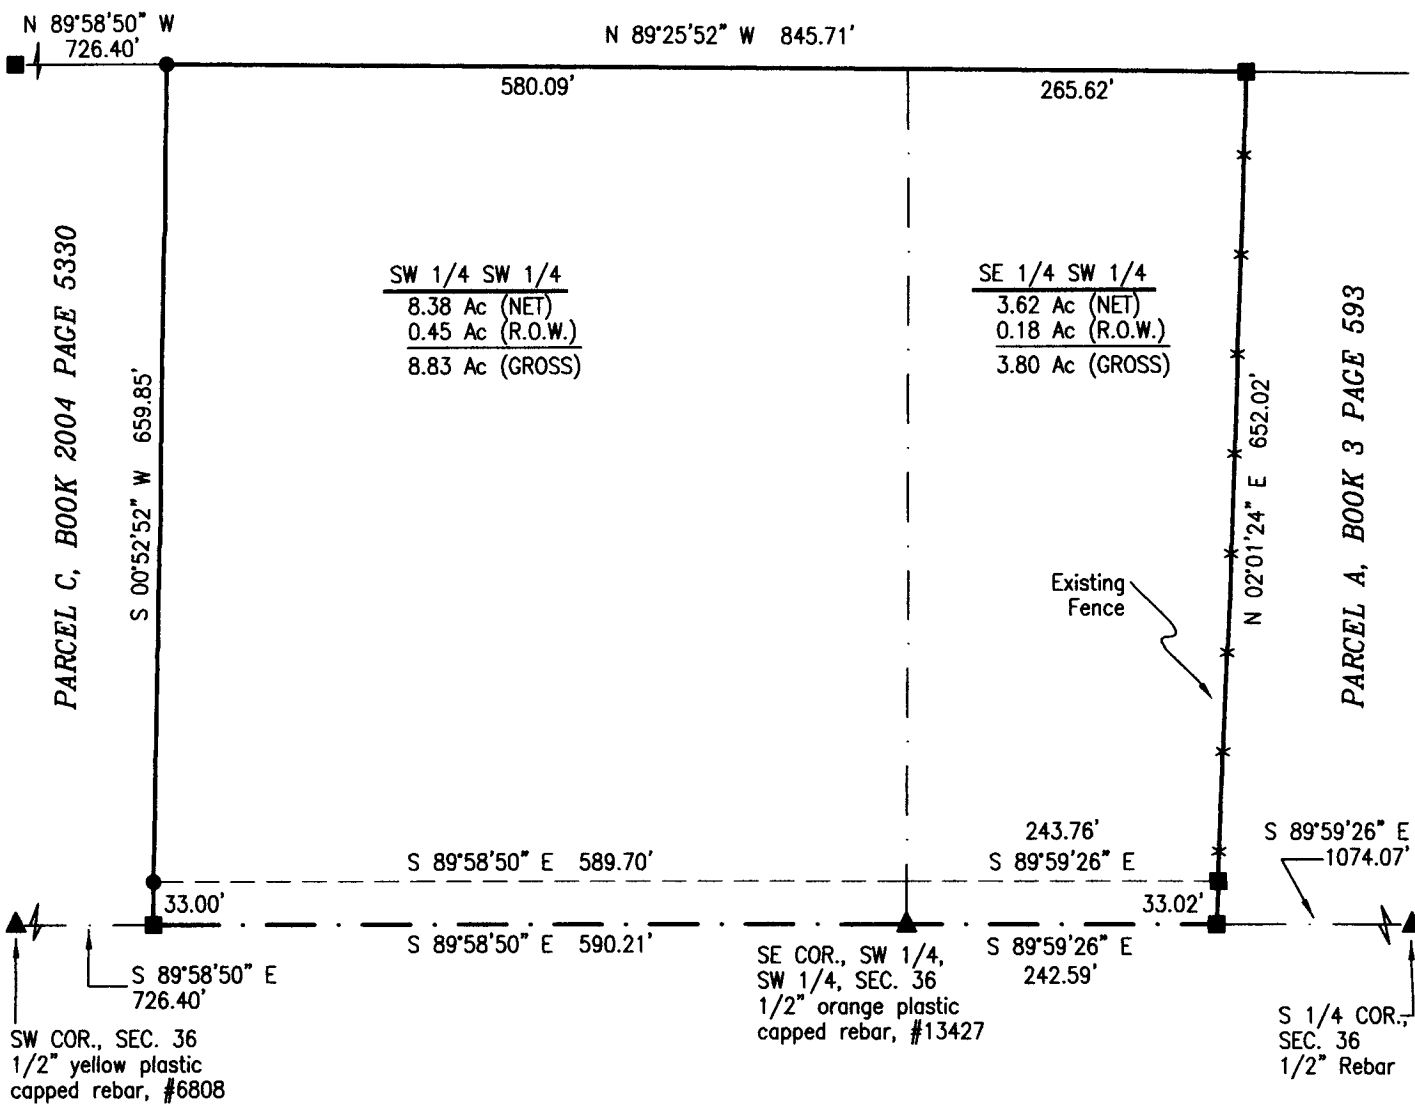 N 89°58'50" W
726.40'
N 89°25'52" W 845.71'
580.09'
265.62'
PARCEL C, BOOK 2004 PAGE 5330
S 00°52'52" W 659.85'
SW 1/4 SW 1/4
8.38 Ac (NET)
0.45 Ac (R.O.W.)
8.83 Ac (GROSS)
SE 1/4 SW 1/4
3.62 Ac (NET)
0.18 Ac (R.O.W.)
3.80 Ac (GROSS)
N 02°01'24" E 652.02'
PARCEL A, BOOK 3 PAGE 593
Existing
Fence
S 89°58'50" E 589.70'
243.76'
S 89°59'26" E
S 89°59'26" E
1074.07'
33.00'
33.02'
S 89°58'50" E 590.21'
S 89°59'26" E
242.59'
S 89°58'50" E
726.40'
SW COR., SEC. 36
1/2" yellow plastic
capped rebar, #6808
SE COR., SW 1/4,
SW 1/4, SEC. 36
1/2" orange plastic
capped rebar, #13427
S 1/4 COR.,
SEC. 36
1/2" Rebar